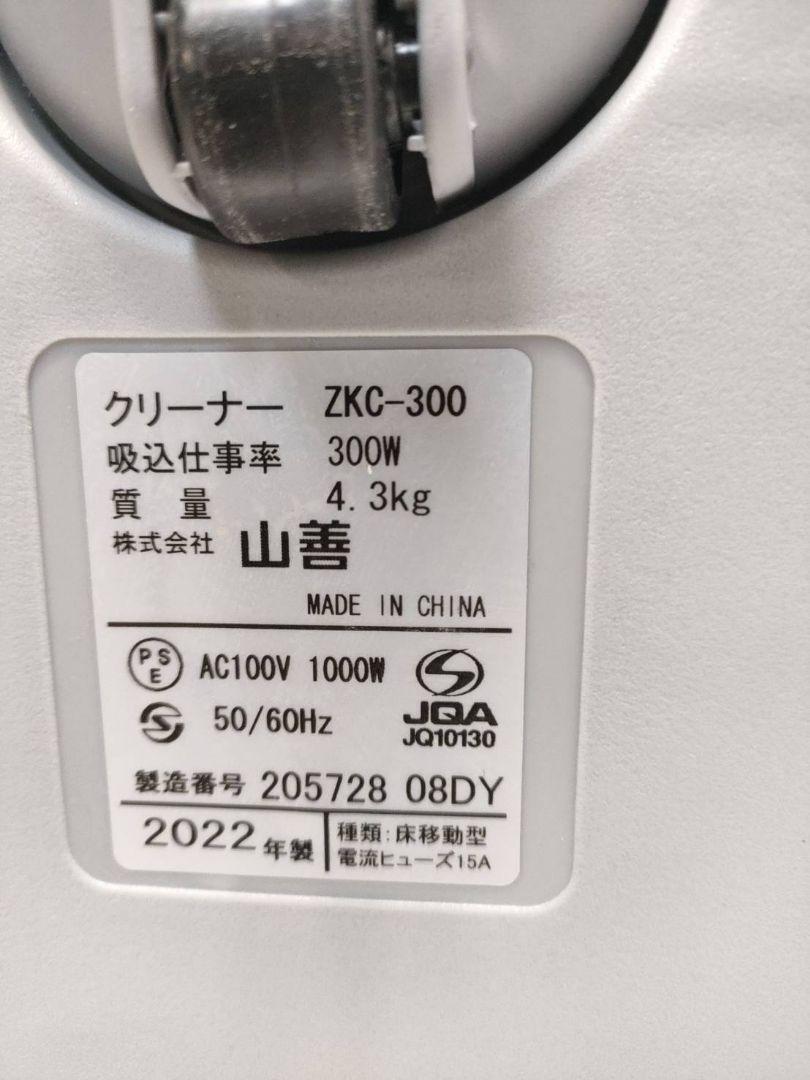 クリーナー ZKC-300
吸込仕事率 300W
質量 4.3kg
株式会社 山善
MADE IN CHINA
PSE AC100V 1000W
JQA
50/60Hz JQ10130
製造番号 205728 08DY
2022年製 種類:床移動型
電流ヒューズ15A